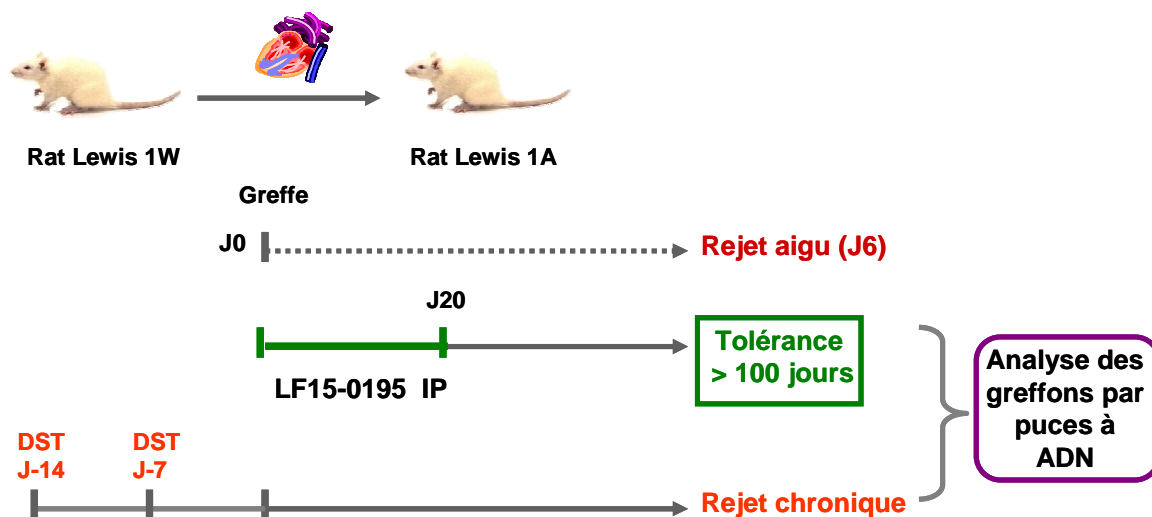 Rat Lewis 1W
Rat Lewis 1A
Greffe
J0
Rejet aigu (J6)
J20
LF15-0195 IP
Tolérance
> 100 jours
Analyse des
greffons par
puces à
ADN
DST
J-14
DST
J-7
Rejet chronique